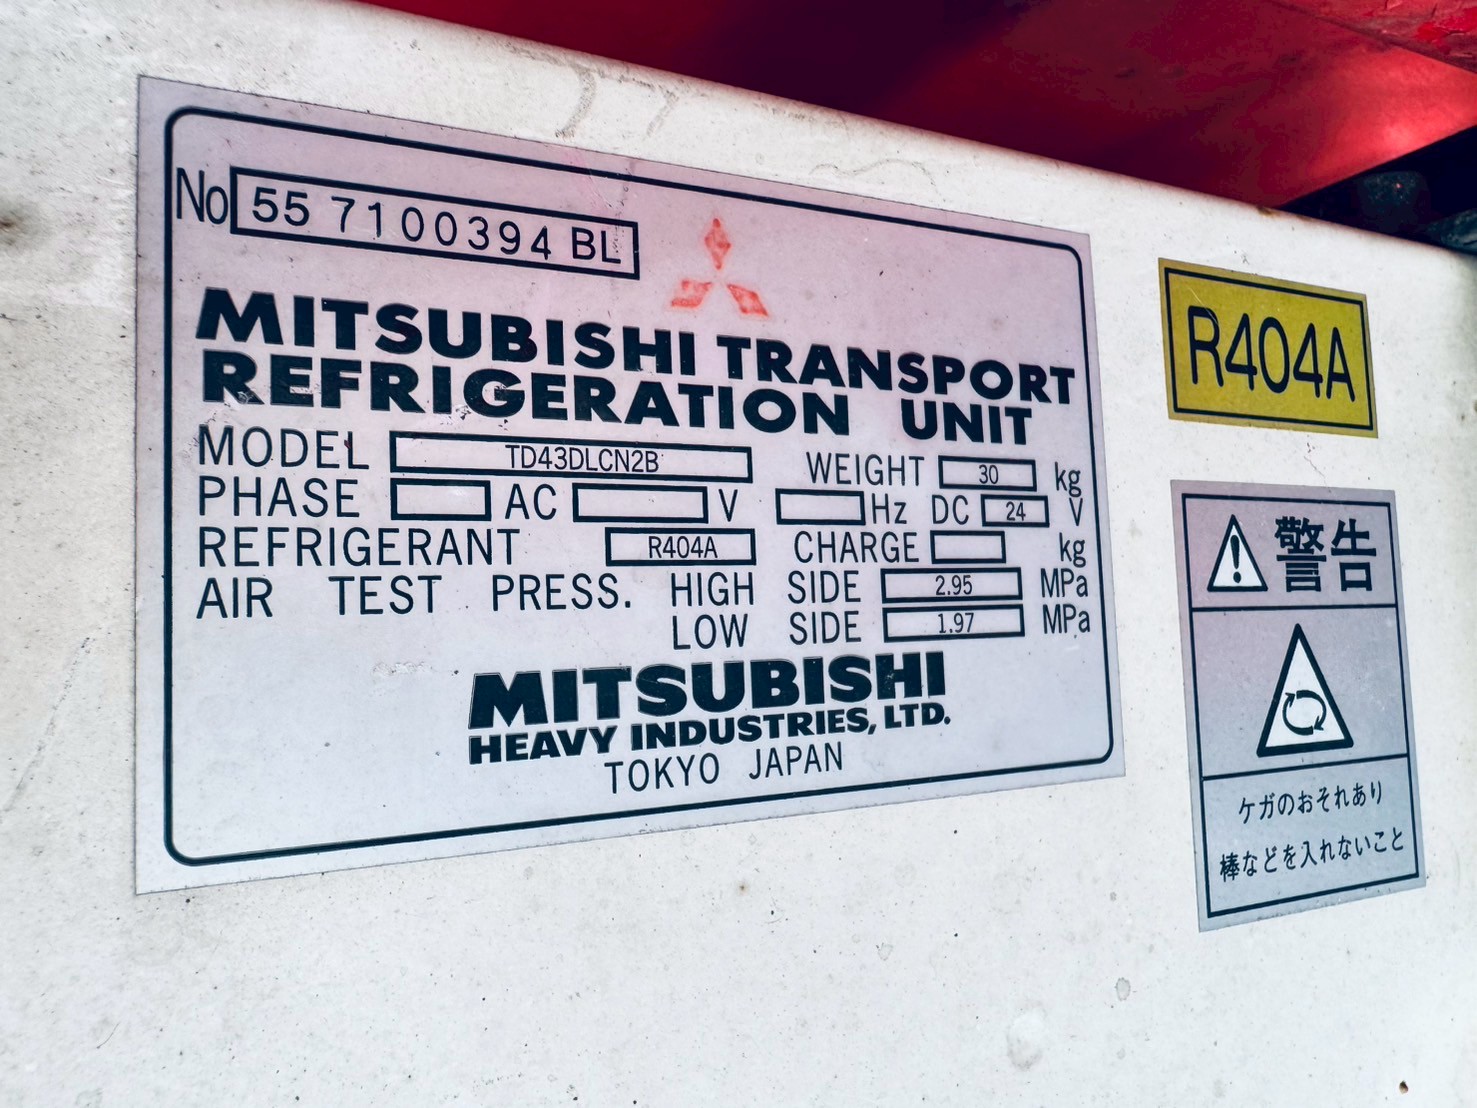 No 55 7100394 BL
MITSUBISHI TRANSPORT
REFRIGERATION UNIT
MODEL TD43DLCN2B WEIGHT 30 kg
PHASE AC V Hz DC 24 V
REFRIGERANT R404A CHARGE kg
AIR TEST PRESS. HIGH SIDE 2.95 MPa
LOW SIDE 1.97 MPa
MITSUBISHI
HEAVY INDUSTRIES, LTD.
TOKYO JAPAN
R404A
警告
ケガのおそれあり
棒などを入れないこと